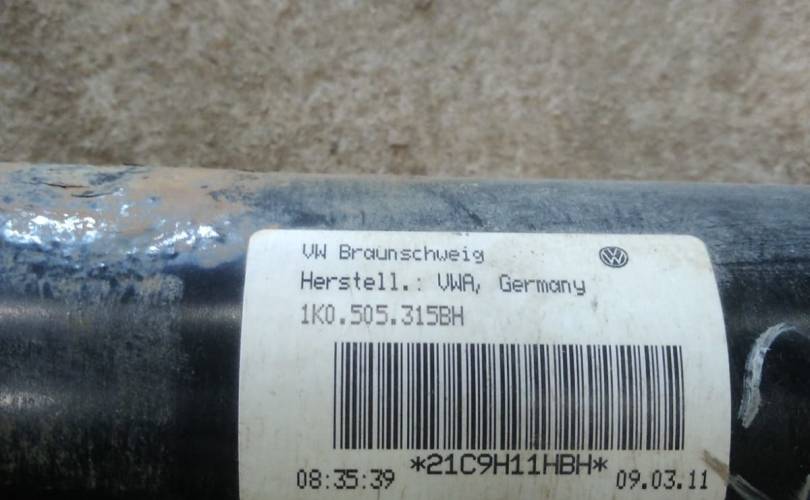 VW Braunschweig
Herstell.: VWA, Germany
1K0.505.315BH
*21C9H11HBH*
08:35:39 09.03.11